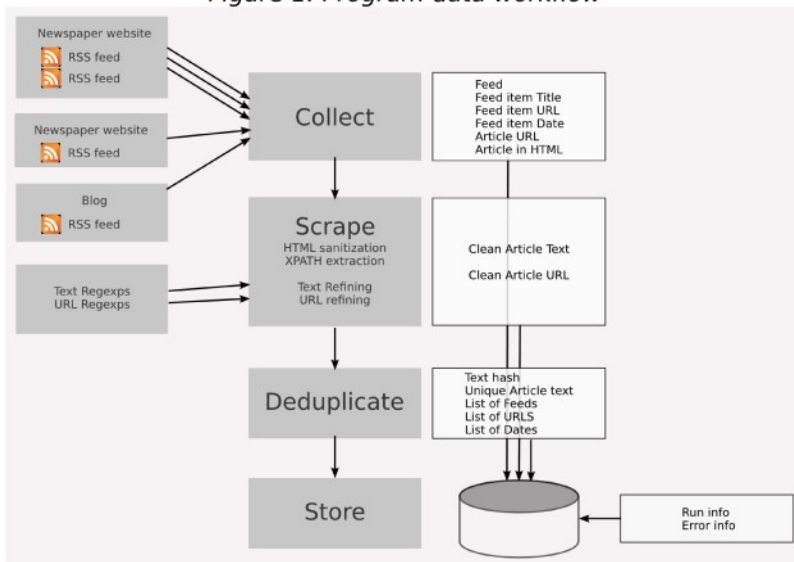 Figure 1: Program data workflow
Newspaper website
RSS feed
RSS feed
Newspaper website
RSS feed
Blog
RSS feed
Text Regexps
URL Regexps
Collect
Scrape
HTML sanitization
XPATH extraction
Text Refining
URL refining
Deduplicate
Store
Feed
Feed item Title
Feed item URL
Feed item Date
Article URL
Article in HTML
Clean Article Text
Clean Article URL
Text hash
Unique Article text
List of Feeds
List of URLS
List of Dates
Run info
Error info